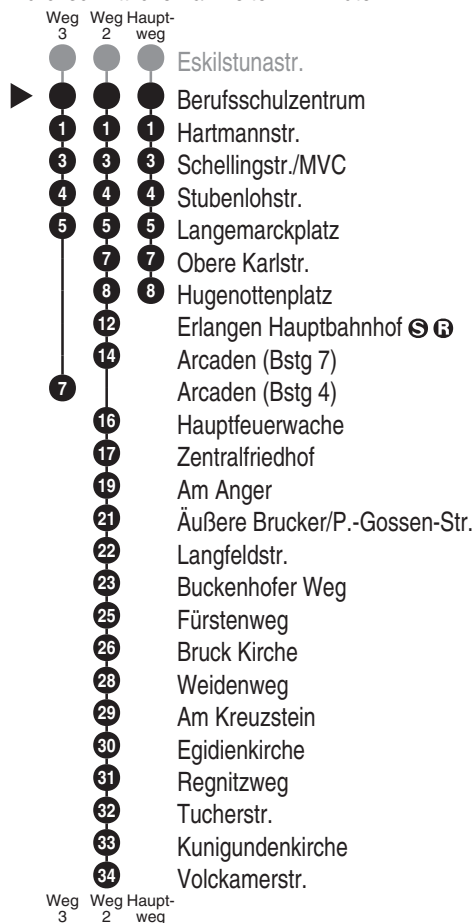 Weg Weg Haupt-
3 2 weg
Eskilstunastr.
Berufsschulzentrum
1 1 1 Hartmannstr.
3 3 3 Schellingstr./MVC
4 4 4 Stubenlohstr.
5 5 5 Langemarckplatz
7 7 Obere Karlstr.
8 8 Hugenottenplatz
12 Erlangen Hauptbahnhof S R
14 Arcaden (Bstg 7)
7 Arcaden (Bstg 4)
16 Hauptfeuerwache
17 Zentralfriedhof
19 Am Anger
21 Äußere Brucker/P.-Gossen-Str.
22 Langfeldstr.
23 Buckenhofer Weg
25 Fürstenweg
26 Bruck Kirche
28 Weidenweg
29 Am Kreuzstein
30 Egidienkirche
31 Regnitzweg
32 Tucherstr.
33 Kunigundenkirche
34 Volckamerstr.
Weg Weg Haupt-
3 2 weg